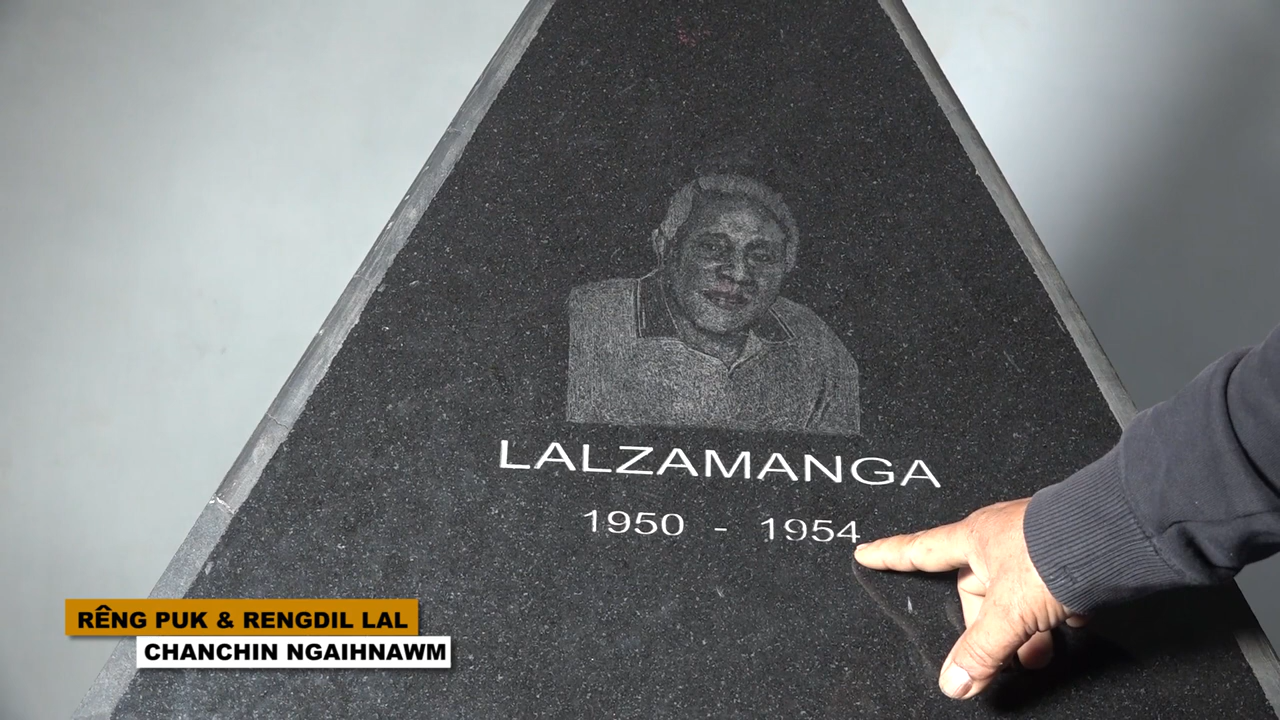 LALZAMANGA
1950 - 1954
RÊNG PUK & RENGDIL LAL
CHANCHIN NGAIHNAWM